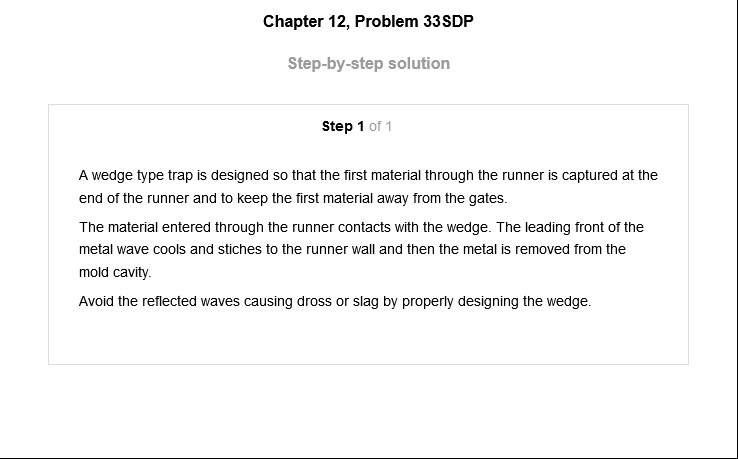 Chapter 12, Problem 33SDP
Step-by-step solution
Step 1 of 1
A wedge type trap is designed so that the first material through the runner is captured at the
end of the runner and to keep the first material away from the gates.
The material entered through the runner contacts with the wedge. The leading front of the
metal wave cools and stiches to the runner wall and then the metal is removed from the
mold cavity.
Avoid the reflected waves causing dross or slag by properly designing the wedge.